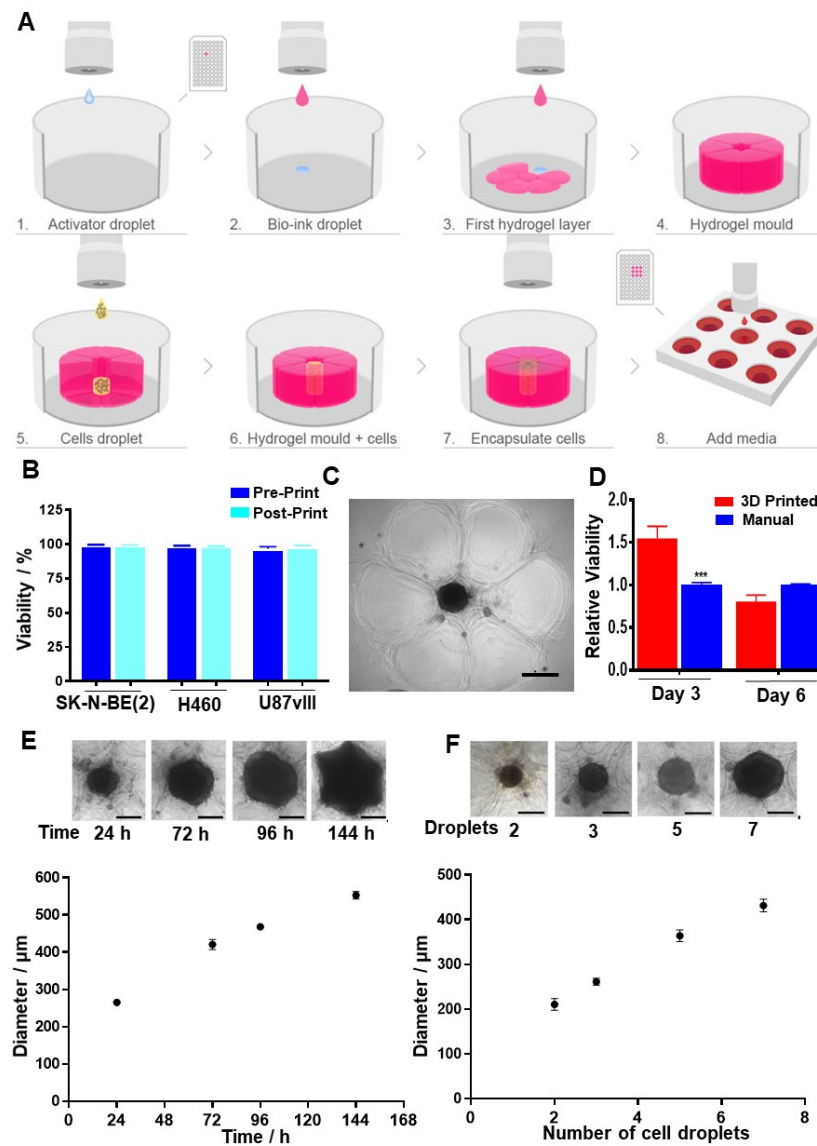 A
1. Activator droplet
2. Bio-ink droplet
3. First hydrogel layer
4. Hydrogel mould
5. Cells droplet
6. Hydrogel mould + cells
7. Encapsulate cells
8. Add media
B
Pre-Print
Post-Print
Viability / %
125
100
75
50
25
0
SK-N-BE(2) H460 U87vIII
C
D
3D Printed
Manual
Relative Viability
2.0
1.5
1.0
0.5
0.0
***
Day 3 Day 6
E
Time 24 h 72 h 96 h 144 h
Diameter / µm
600
500
400
300
200
100
0
0 24 48 72 96 120 144 168
Time / h
F
Droplets 2 3 5 7
Diameter / µm
500
400
300
200
100
0
0 2 4 6 8
Number of cell droplets